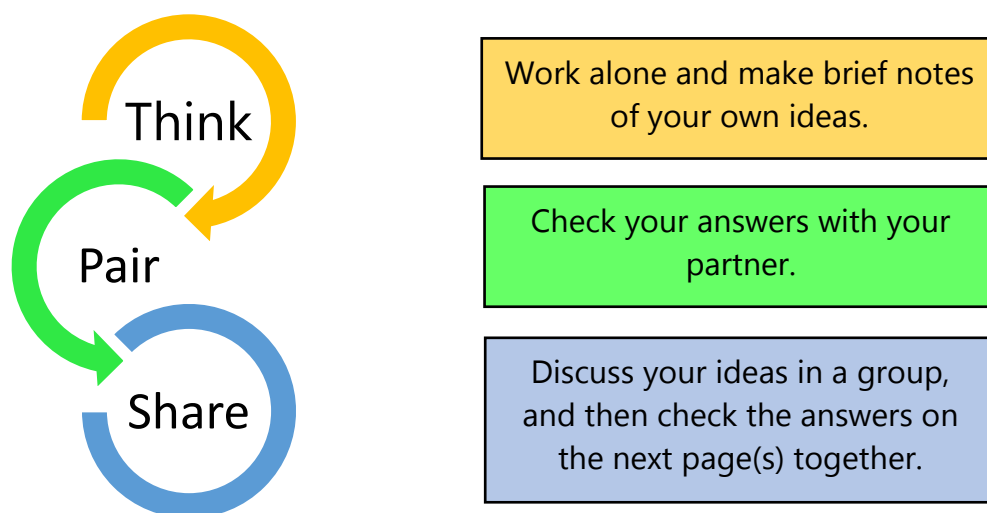 Think
Work alone and make brief notes
of your own ideas.
Pair
Check your answers with your
partner.
Share
Discuss your ideas in a group,
and then check the answers on
the next page(s) together.